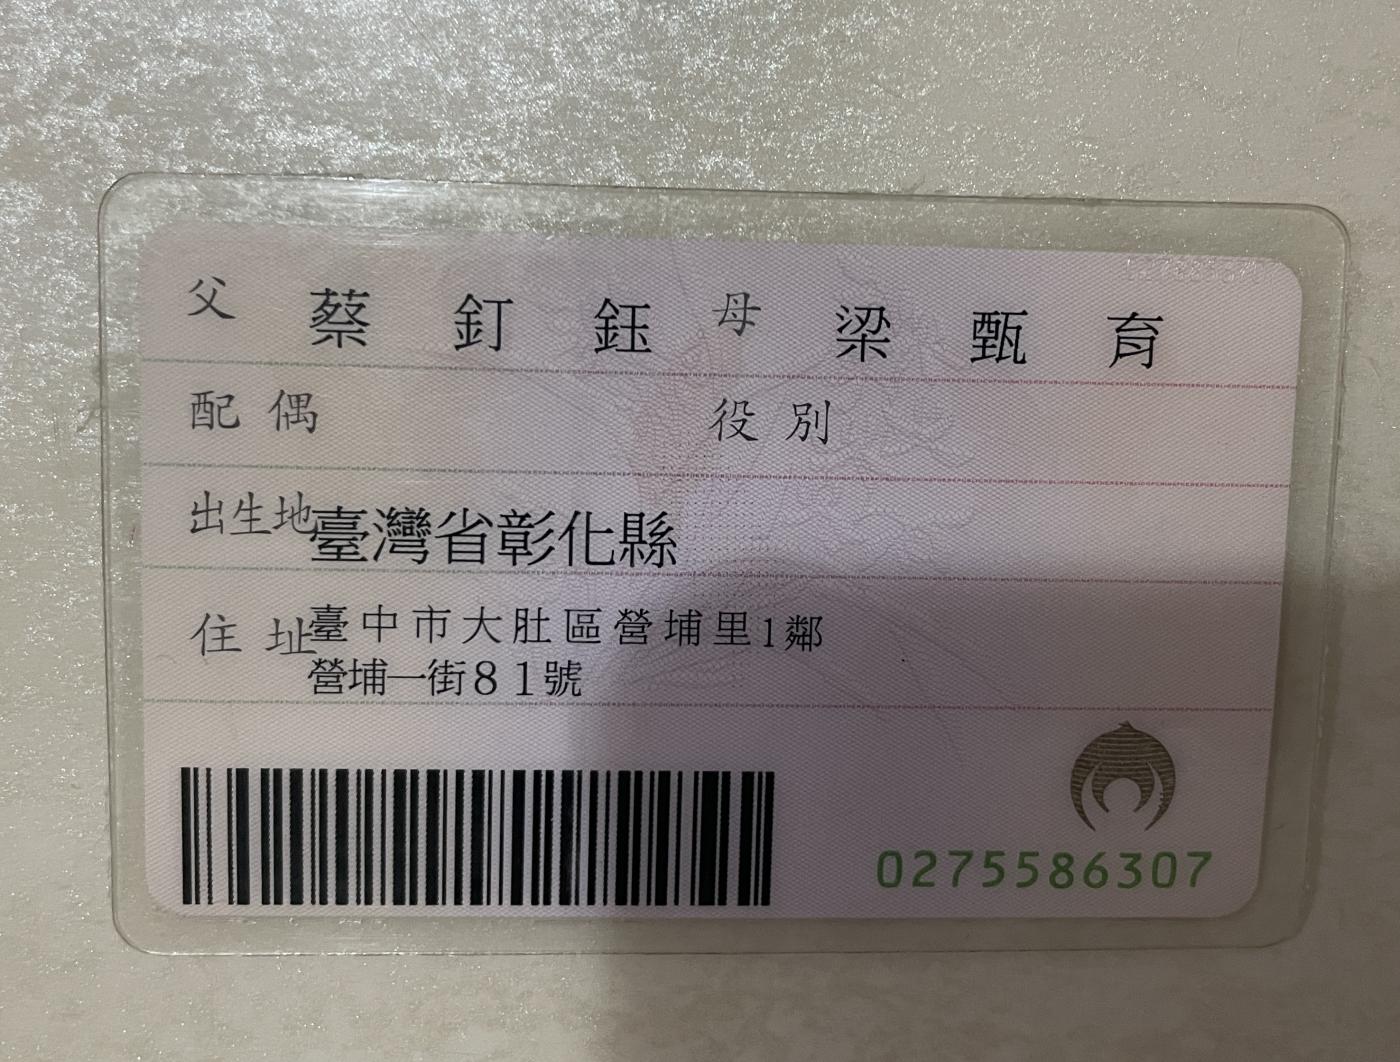 父 蔡釘鈺 母 梁甄育
配偶 役別
出生地 臺灣省彰化縣
住址 臺中市大肚區營埔里1鄰
營埔一街81號
0275586307